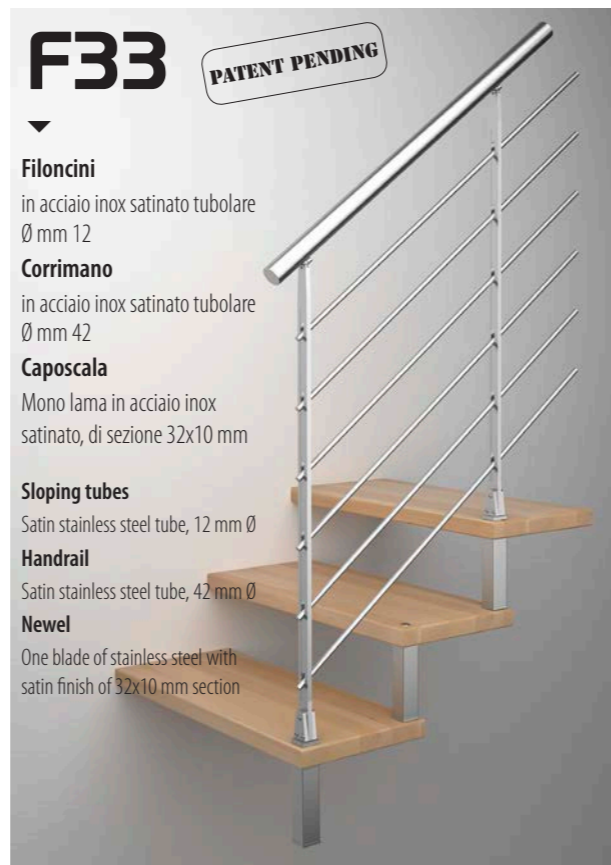 F33
PATENT PENDING
Filoncini
in acciaio inox satinato tubolare
Ø mm 12
Corrimano
in acciaio inox satinato tubolare
Ø mm 42
Caposcala
Mono lama in acciaio inox
satinato, di sezione 32x10 mm
Sloping tubes
Satin stainless steel tube, 12 mm Ø
Handrail
Satin stainless steel tube, 42 mm Ø
Newel
One blade of stainless steel with
satin finish of 32x10 mm section